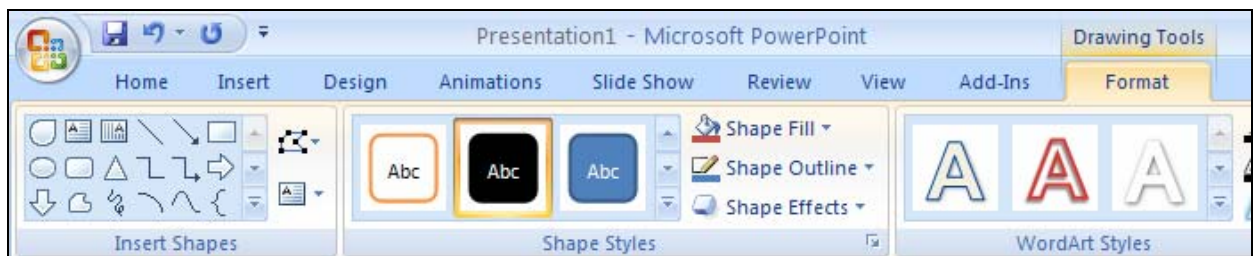 Presentation1 - Microsoft PowerPoint Drawing Tools
Home Insert Design Animations Slide Show Review View Add-Ins Format
Abc Abc Abc
Shape Fill
Shape Outline
Shape Effects
A A A
Insert Shapes Shape Styles WordArt Styles